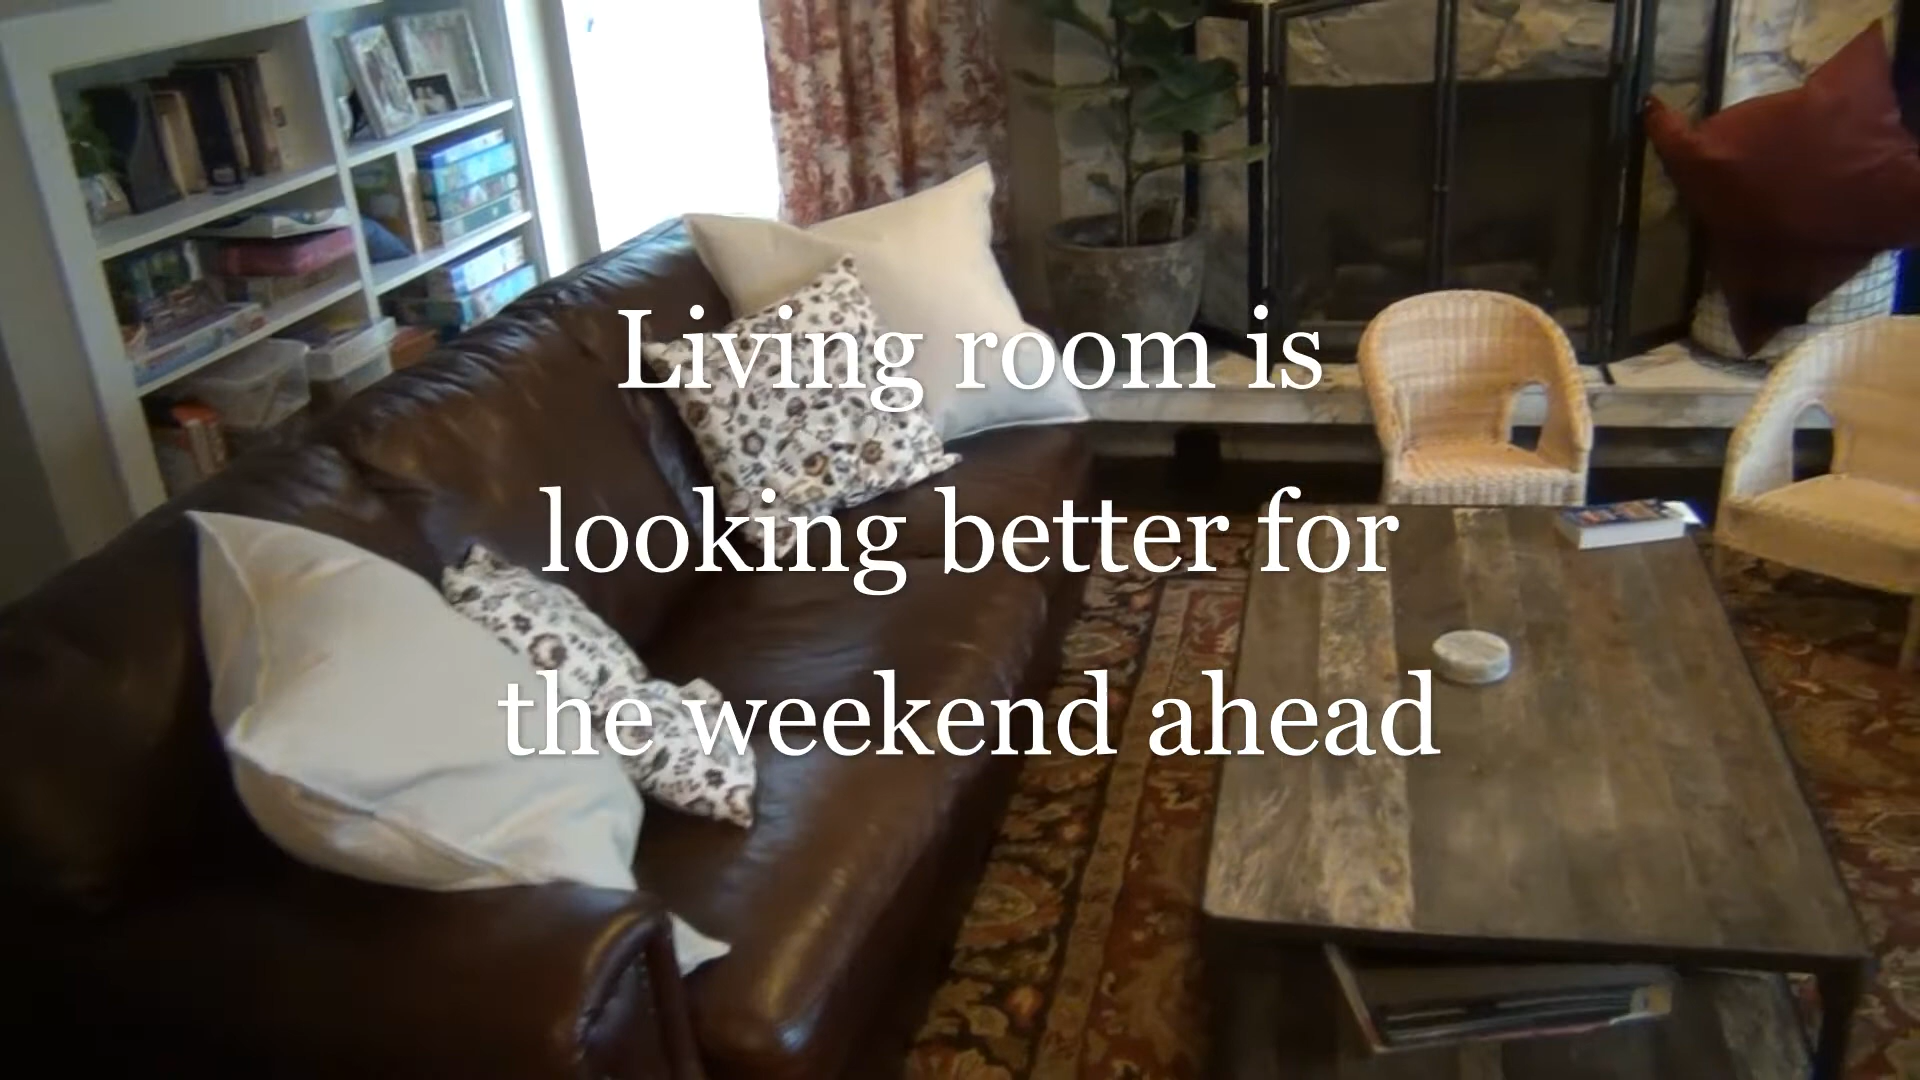 Living room is
looking better for
the weekend ahead